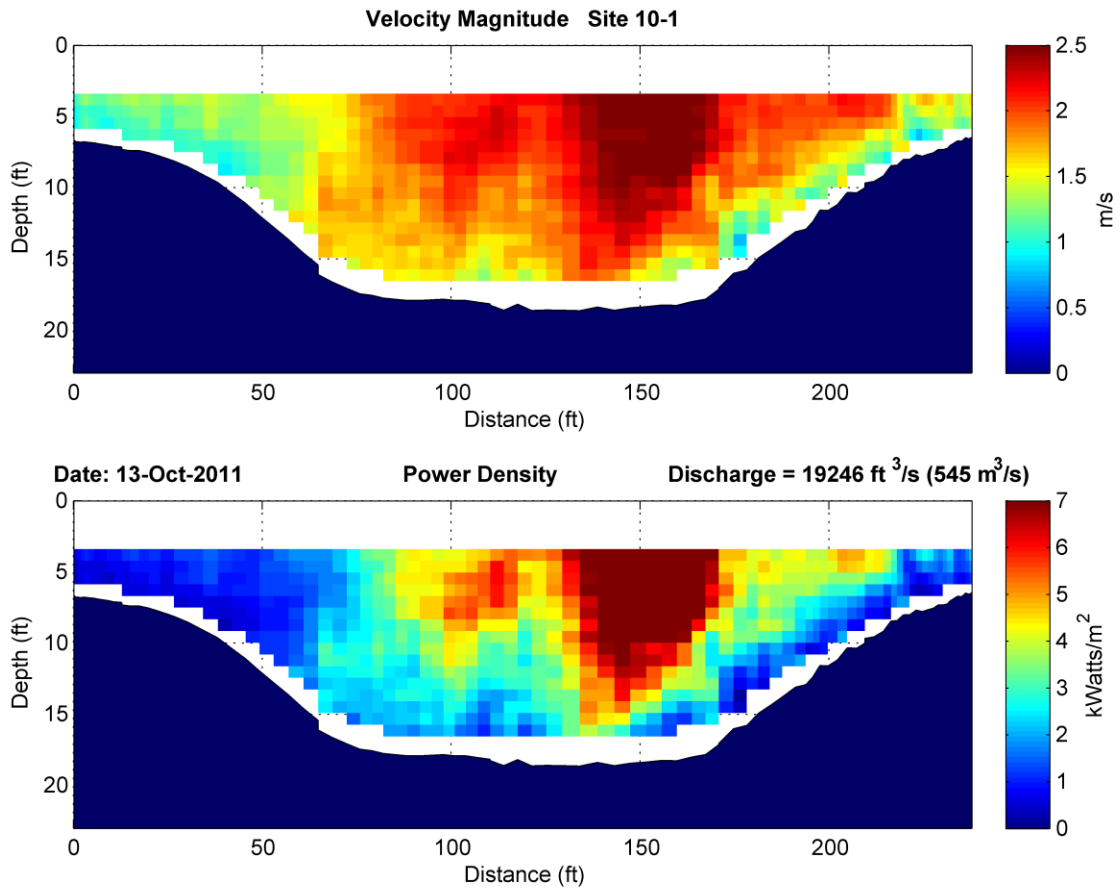 Velocity Magnitude Site 10-1
0
5
10
15
20
Depth (ft)
0 50 100 150 200
Distance (ft)
2.5
2
1.5
1
0.5
0
m/s
Date: 13-Oct-2011 Power Density Discharge = 19246 ft ³/s (545 m³/s)
0
5
10
15
20
Depth (ft)
0 50 100 150 200
Distance (ft)
7
6
5
4
3
2
1
0
kWatts/m²